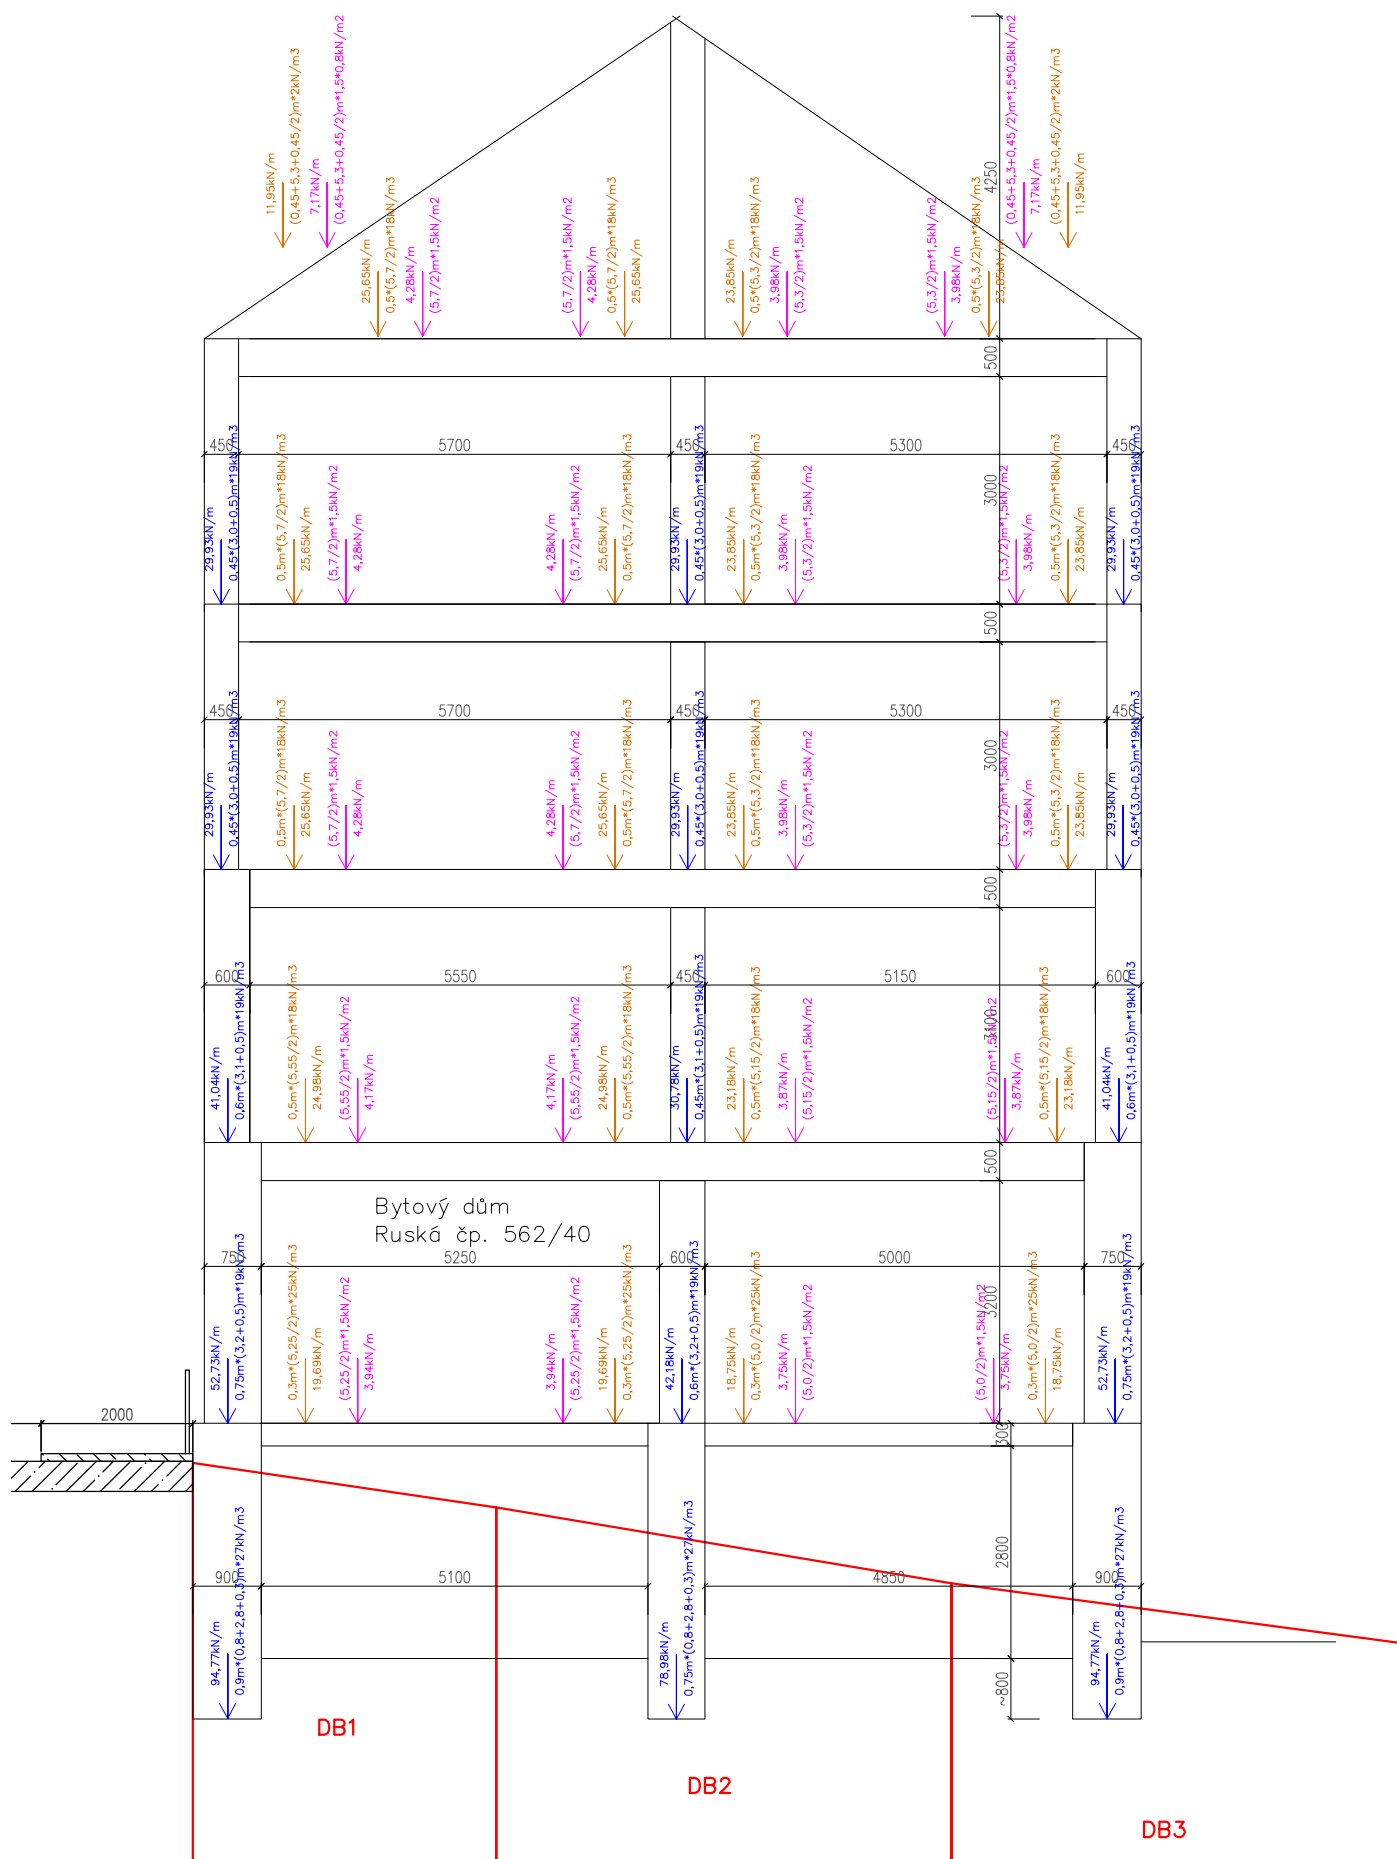 11,95kN/m
(0,45+5,3+0,45/2)m*2kN/m3
7,17kN/m
(0,45+5,3+0,45/2)m*1,5*0,8kN/m2
(0,45+5,3+0,45/2)m*1,5*0,8kN/m2
7,17kN/m
(0,45+5,3+0,45/2)m*2kN/m3
11,95kN/m
4250
25,65kN/m
0,5*(5,7/2)m*18kN/m3
4,28kN/m
(5,7/2)m*1,5kN/m2
(5,7/2)m*1,5kN/m2
4,28kN/m
0,5*(5,7/2)m*18kN/m3
25,65kN/m
23,85kN/m
0,5*(5,3/2)m*18kN/m3
3,98kN/m
(5,3/2)m*1,5kN/m2
(5,3/2)m*1,5kN/m2
3,98kN/m
0,5*(5,3/2)m*18kN/m3
23,85kN/m
500
450
5700
450
5300
450
3000
29,93kN/m
0,45*(3,0+0,5)m*19kN/m3
0,5m*(5,7/2)m*18kN/m3
25,65kN/m
(5,7/2)m*1,5kN/m2
4,28kN/m
4,28kN/m
(5,7/2)m*1,5kN/m2
25,65kN/m
0,5m*(5,7/2)m*18kN/m3
29,93kN/m
0,45*(3,0+0,5)m*19kN/m3
23,85kN/m
0,5m*(5,3/2)m*18kN/m3
3,98kN/m
(5,3/2)m*1,5kN/m2
(5,3/2)m*1,5kN/m2
3,98kN/m
0,5m*(5,3/2)m*18kN/m3
23,85kN/m
29,93kN/m
0,45*(3,0+0,5)m*19kN/m3
500
450
5700
450
5300
450
3000
29,93kN/m
0,45*(3,0+0,5)m*19kN/m3
0,5m*(5,7/2)m*18kN/m3
25,65kN/m
(5,7/2)m*1,5kN/m2
4,28kN/m
4,28kN/m
(5,7/2)m*1,5kN/m2
25,65kN/m
0,5m*(5,7/2)m*18kN/m3
29,93kN/m
0,45*(3,0+0,5)m*19kN/m3
23,85kN/m
0,5m*(5,3/2)m*18kN/m3
3,98kN/m
(5,3/2)m*1,5kN/m2
(5,3/2)m*1,5kN/m2
3,98kN/m
0,5m*(5,3/2)m*18kN/m3
23,85kN/m
29,93kN/m
0,45*(3,0+0,5)m*19kN/m3
500
600
5550
450
5150
600
3100
41,04kN/m
0,6m*(3,1+0,5)m*19kN/m3
0,5m*(5,55/2)m*18kN/m3
24,98kN/m
(5,55/2)m*1,5kN/m2
4,17kN/m
4,17kN/m
(5,55/2)m*1,5kN/m2
24,98kN/m
0,5m*(5,55/2)m*18kN/m3
30,78kN/m
0,45m*(3,1+0,5)m*19kN/m3
23,18kN/m
0,5m*(5,15/2)m*18kN/m3
3,87kN/m
(5,15/2)m*1,5kN/m2
(5,15/2)m*1,5kN/m2
3,87kN/m
0,5m*(5,15/2)m*18kN/m3
23,18kN/m
41,04kN/m
0,6m*(3,1+0,5)m*19kN/m3
500
Bytový dům
Ruská čp. 562/40
750
5250
600
5000
750
3200
52,73kN/m
0,75m*(3,2+0,5)m*19kN/m3
0,3m*(5,25/2)m*25kN/m3
19,69kN/m
(5,25/2)m*1,5kN/m2
3,94kN/m
3,94kN/m
(5,25/2)m*1,5kN/m2
19,69kN/m
0,3m*(5,25/2)m*25kN/m3
42,18kN/m
0,6m*(3,2+0,5)m*19kN/m3
18,75kN/m
0,3m*(5,0/2)m*25kN/m3
3,75kN/m
(5,0/2)m*1,5kN/m2
(5,0/2)m*1,5kN/m2
3,75kN/m
0,3m*(5,0/2)m*25kN/m3
18,75kN/m
52,73kN/m
0,75m*(3,2+0,5)m*19kN/m3
2000
300
2800
900
5100
4850
900
94,77kN/m
0,9m*(0,8+2,8+0,3)m*27kN/m3
78,98kN/m
0,75m*(0,8+2,8+0,3)m*27kN/m3
94,77kN/m
0,9m*(0,8+2,8+0,3)m*27kN/m3
~800
DB1
DB2
DB3